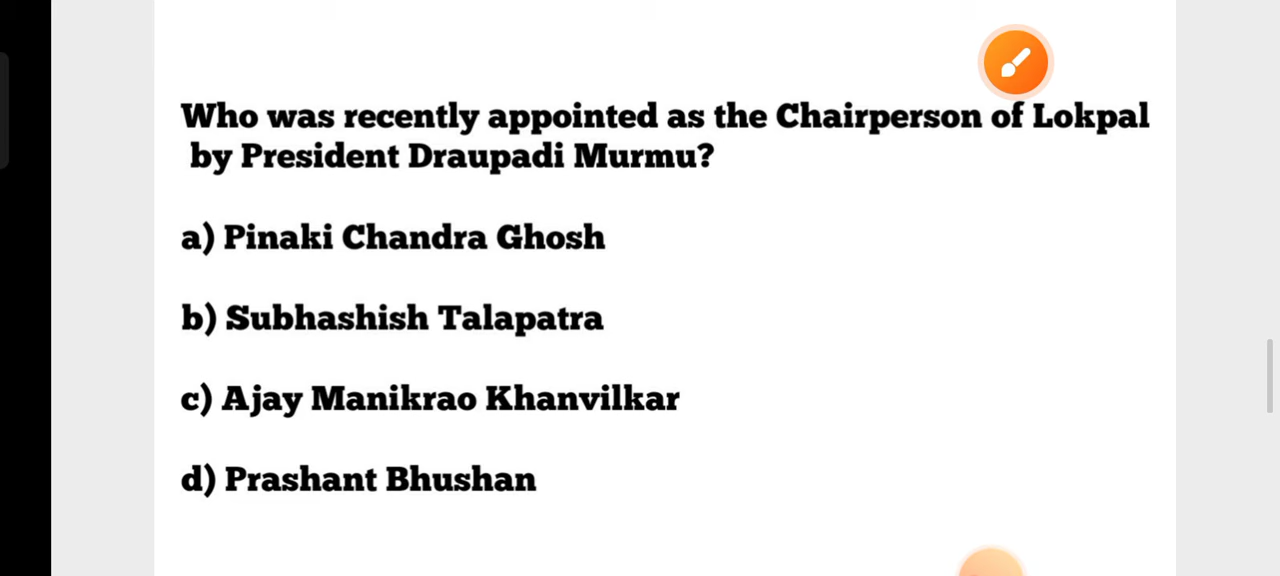 Who was recently appointed as the Chairperson of Lokpal
by President Draupadi Murmu?
a) Pinaki Chandra Ghosh
b) Subhashish Talapatra
c) Ajay Manikrao Khanvilkar
d) Prashant Bhushan